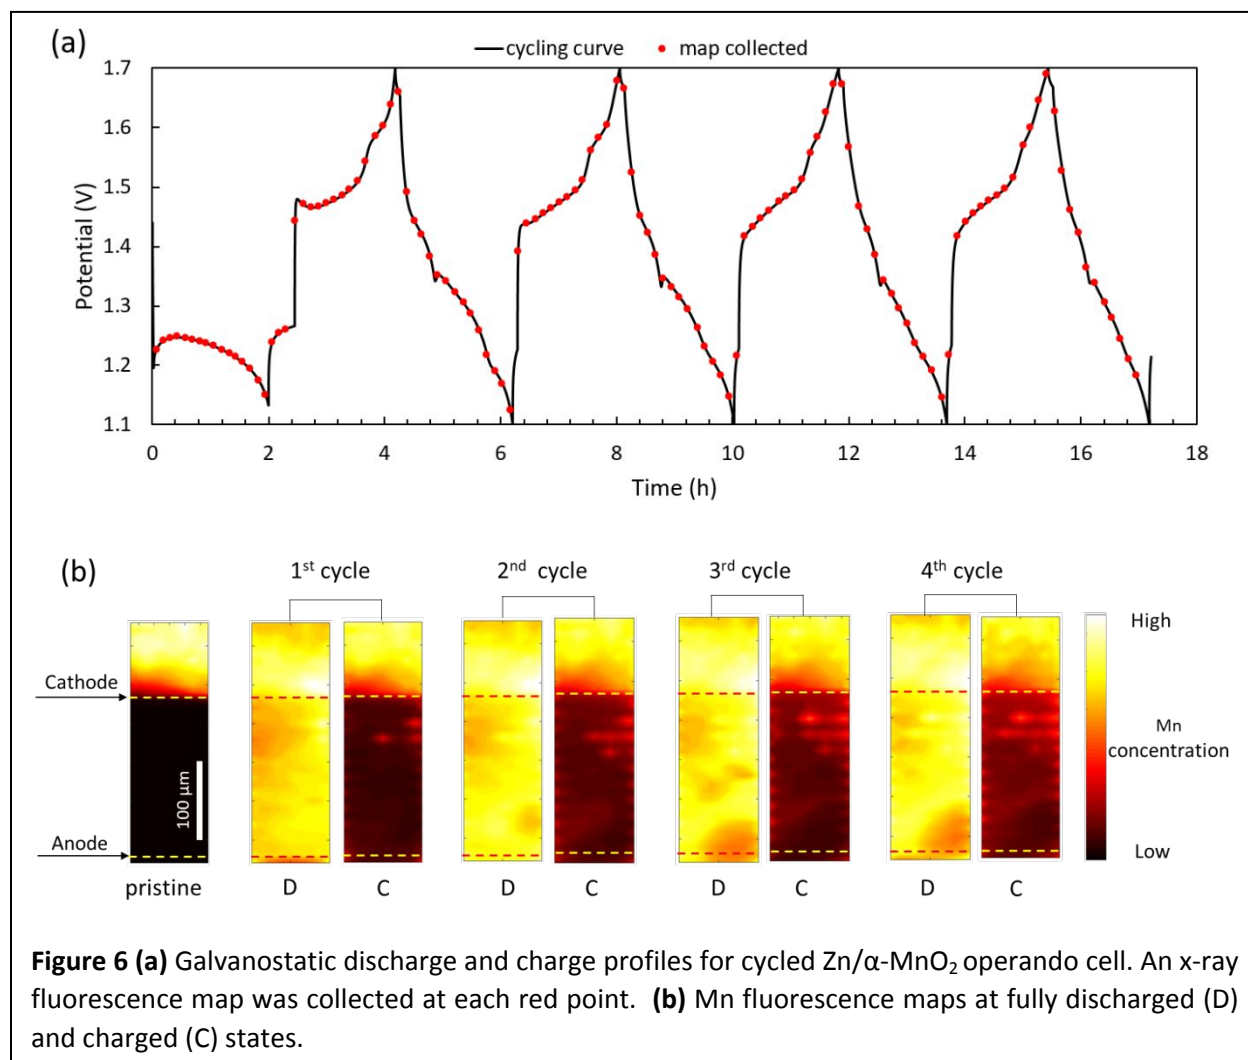 (a)
cycling curve map collected
1.7
1.6
1.5
1.4
1.3
1.2
1.1
Potential (V)
0 2 4 6 8 10 12 14 16 18
Time (h)
(b)
1st cycle 2nd cycle 3rd cycle 4th cycle
High
Cathode
Mn
concentration
100 μm
Anode
Low
pristine D C D C D C D C
Figure 6 (a) Galvanostatic discharge and charge profiles for cycled Zn/α-MnO₂ operando cell. An x-ray
fluorescence map was collected at each red point. (b) Mn fluorescence maps at fully discharged (D)
and charged (C) states.